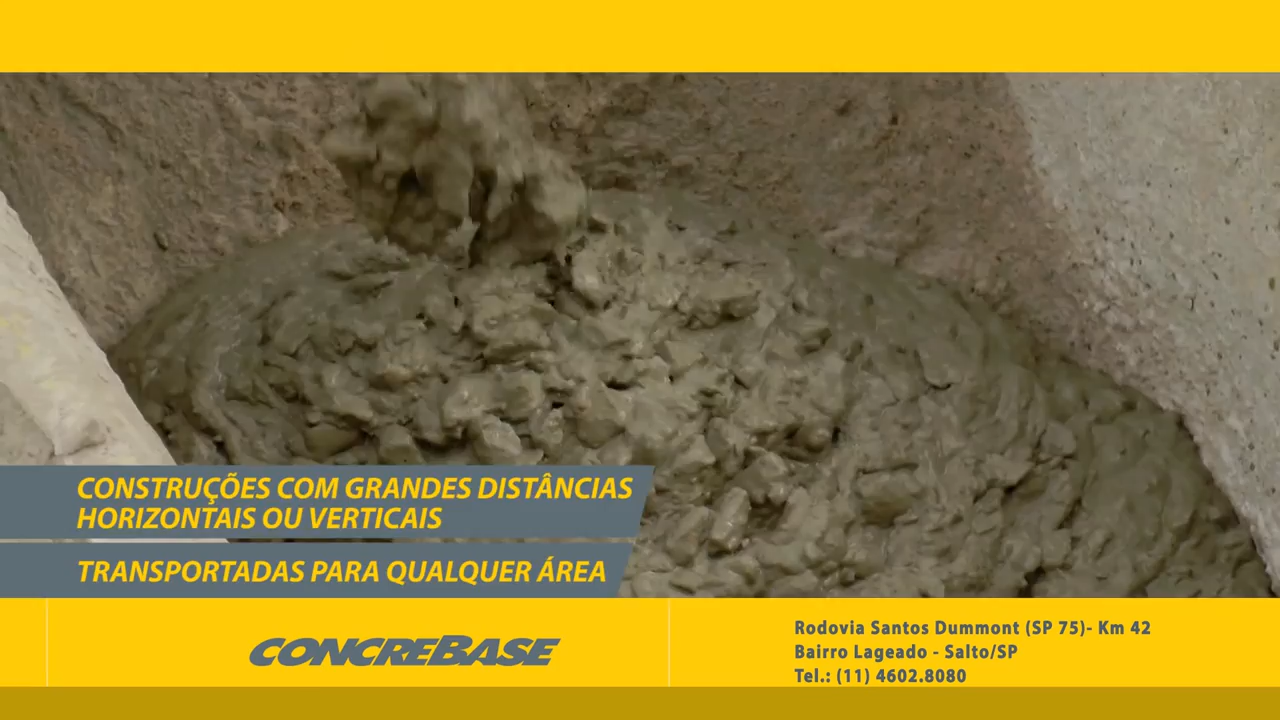 CONSTRUÇÕES COM GRANDES DISTÂNCIAS
HORIZONTAIS OU VERTICAIS
TRANSPORTADAS PARA QUALQUER ÁREA
CONCREBASE
Rodovia Santos Dummont (SP 75)- Km 42
Bairro Lageado - Salto/SP
Tel.: (11) 4602.8080